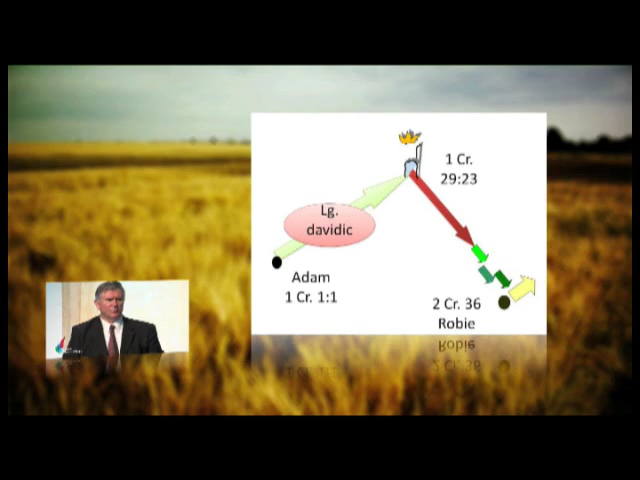 1 Cr.
29:23
Lg.
davidic
Adam
1 Cr. 1:1
2 Cr. 36
Robie